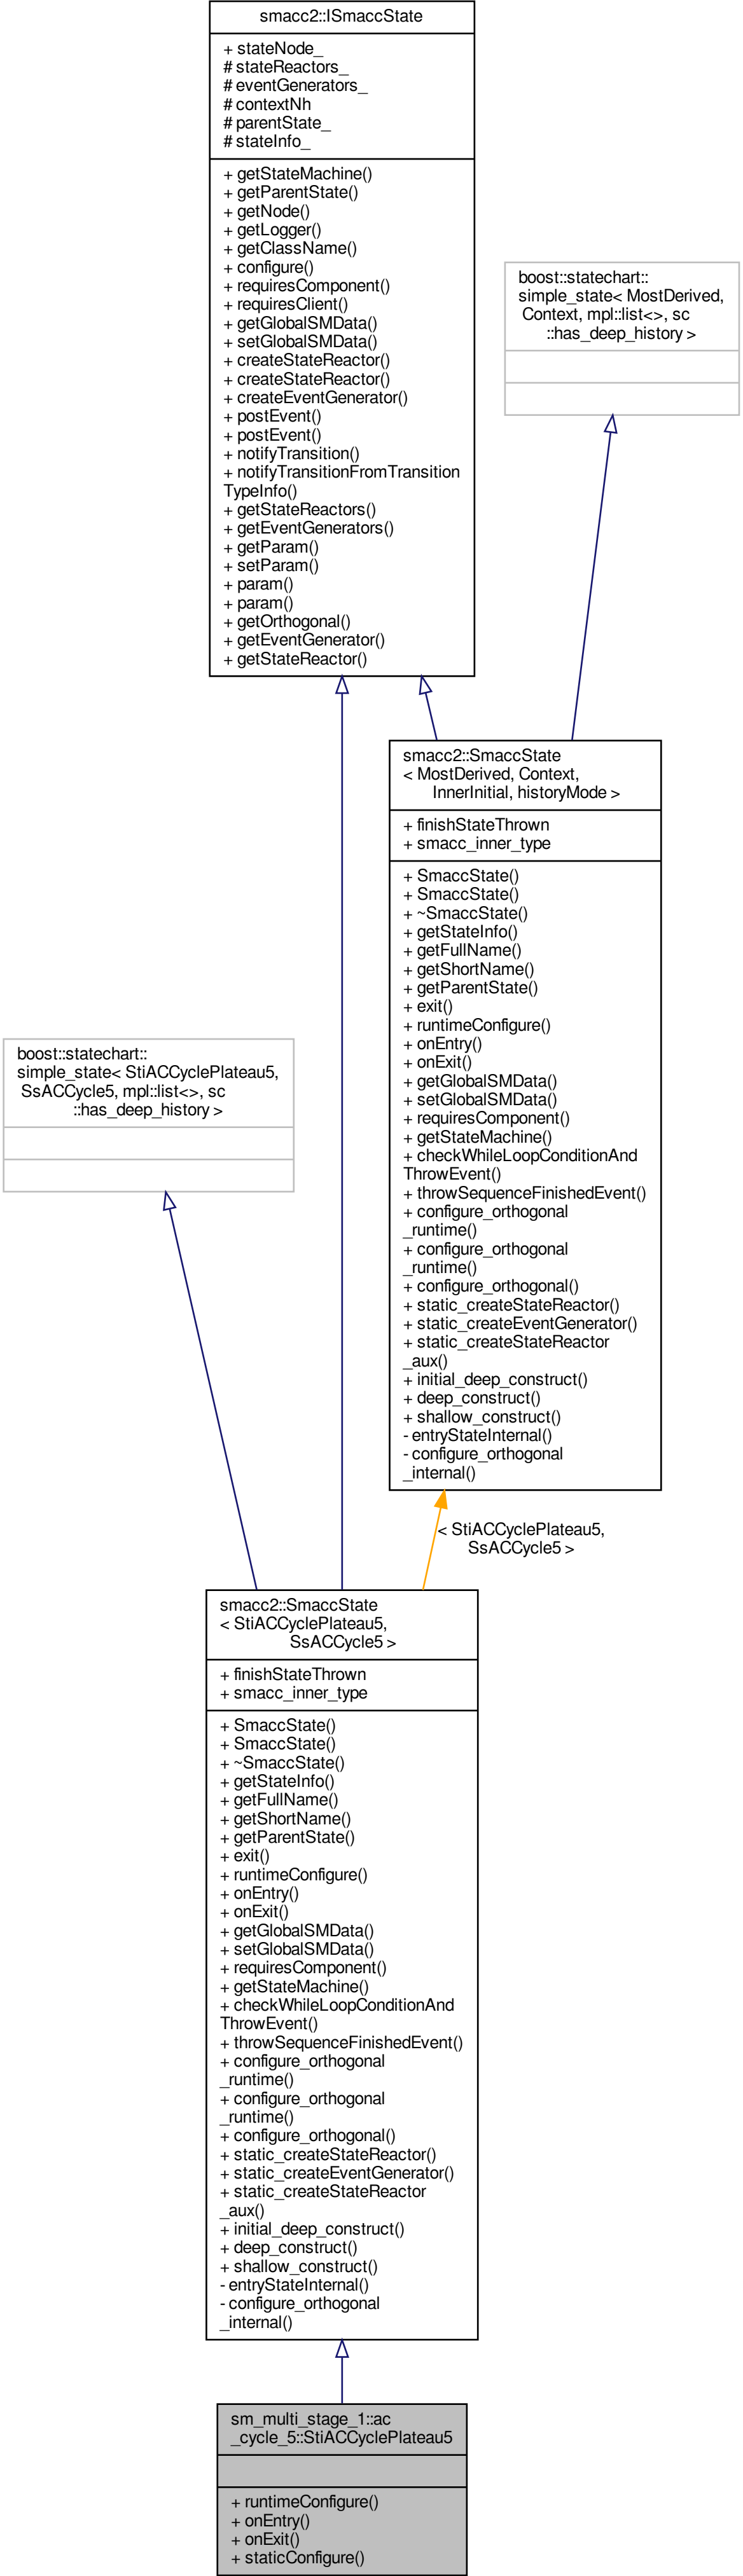 smacc2::ISmaccState
+ stateNode_
# stateReactors_
# eventGenerators_
# contextNh
# parentState_
# stateInfo_
+ getStateMachine()
+ getParentState()
+ getNode()
+ getLogger()
+ getClassName()
+ configure()
+ requiresComponent()
+ requiresClient()
+ getGlobalSMData()
+ setGlobalSMData()
+ createStateReactor()
+ createStateReactor()
+ createEventGenerator()
+ postEvent()
+ postEvent()
+ notifyTransition()
+ notifyTransitionFromTransition
TypeInfo()
+ getStateReactors()
+ getEventGenerators()
+ getParam()
+ setParam()
+ param()
+ param()
+ getOrthogonal()
+ getEventGenerator()
+ getStateReactor()
boost::statechart::
simple_state< MostDerived,
Context, mpl::list<>, sc
::has_deep_history >
smacc2::SmaccState
< MostDerived, Context,
InnerInitial, historyMode >
+ finishStateThrown
+ smacc_inner_type
+ SmaccState()
+ SmaccState()
+ ~SmaccState()
+ getStateInfo()
+ getFullName()
+ getShortName()
+ getParentState()
+ exit()
+ runtimeConfigure()
+ onEntry()
+ onExit()
+ getGlobalSMData()
+ setGlobalSMData()
+ requiresComponent()
+ getStateMachine()
+ checkWhileLoopConditionAnd
ThrowEvent()
+ throwSequenceFinishedEvent()
+ configure_orthogonal
_runtime()
+ configure_orthogonal
_runtime()
+ configure_orthogonal()
+ static_createStateReactor()
+ static_createEventGenerator()
+ static_createStateReactor
_aux()
+ initial_deep_construct()
+ deep_construct()
+ shallow_construct()
- entryStateInternal()
- configure_orthogonal
_internal()
boost::statechart::
simple_state< StiACCyclePlateau5,
SsACCycle5, mpl::list<>, sc
::has_deep_history >
< StiACCyclePlateau5,
SsACCycle5 >
smacc2::SmaccState
< StiACCyclePlateau5,
SsACCycle5 >
+ finishStateThrown
+ smacc_inner_type
+ SmaccState()
+ SmaccState()
+ ~SmaccState()
+ getStateInfo()
+ getFullName()
+ getShortName()
+ getParentState()
+ exit()
+ runtimeConfigure()
+ onEntry()
+ onExit()
+ getGlobalSMData()
+ setGlobalSMData()
+ requiresComponent()
+ getStateMachine()
+ checkWhileLoopConditionAnd
ThrowEvent()
+ throwSequenceFinishedEvent()
+ configure_orthogonal
_runtime()
+ configure_orthogonal
_runtime()
+ configure_orthogonal()
+ static_createStateReactor()
+ static_createEventGenerator()
+ static_createStateReactor
_aux()
+ initial_deep_construct()
+ deep_construct()
+ shallow_construct()
- entryStateInternal()
- configure_orthogonal
_internal()
sm_multi_stage_1::ac
_cycle_5::StiACCyclePlateau5
+ runtimeConfigure()
+ onEntry()
+ onExit()
+ staticConfigure()